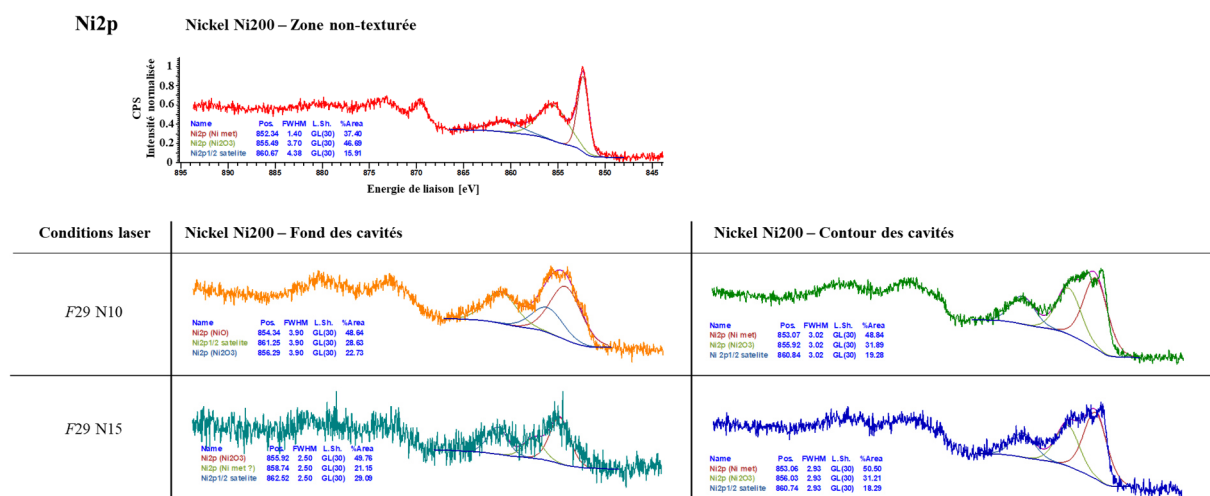 Ni2p
Nickel Ni200 – Zone non-texturée
CPS
Intensité normalisée
1
0.8
0.6
0.4
0.2
0
Name Pos. FWHM L.Sh. %Area
Ni2p (Ni met) 852.34 1.40 GL(30) 37.40
Ni2p (Ni2O3) 855.49 3.70 GL(30) 46.69
Ni2p1/2 satelite 860.67 4.38 GL(30) 15.91
895 890 885 880 875 870 865 860 855 850 845
Energie de liaison [eV]
Conditions laser
Nickel Ni200 – Fond des cavités
Nickel Ni200 – Contour des cavités
F29 N10
Name Pos. FWHM L.Sh. %Area
Ni2p (NiO) 854.34 3.90 GL(30) 48.64
Ni2p1/2 satellite 861.25 3.90 GL(30) 28.63
Ni2p (Ni2O3) 856.29 3.90 GL(30) 22.73
Name Pos. FWHM L.Sh. %Area
Ni2p (Ni met) 853.07 3.02 GL(30) 48.84
Ni2p (Ni2O3) 855.92 3.02 GL(30) 31.89
Ni 2p1/2 satellite 860.84 3.02 GL(30) 19.28
F29 N15
Name Pos. FWHM L.Sh. %Area
Ni2p (Ni2O3) 855.92 2.50 GL(30) 49.76
Ni2p (Ni met ?) 858.74 2.50 GL(30) 21.15
Ni2p1/2 satellite 862.52 2.50 GL(30) 29.09
Name Pos. FWHM L.Sh. %Area
Ni2p (Ni met) 853.06 2.93 GL(30) 50.50
Ni2p (Ni2O3) 856.03 2.93 GL(30) 31.21
Ni2p1/2 satellite 860.74 2.93 GL(30) 18.29